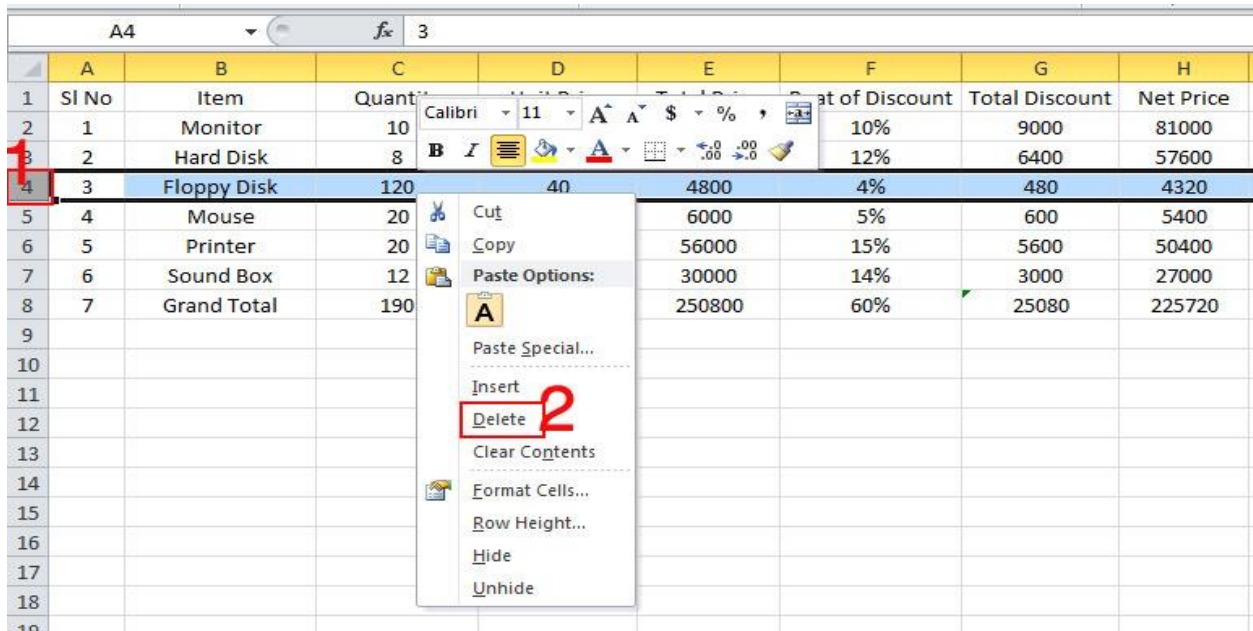 A4 fx 3
A B C D E F G H
1 Sl No Item at of Discount Total Discount Net Price
Calibri 11 A A $ % ,
2 1 Monitor 10 10% 9000 81000
B I A .00 .00
3 2 Hard Disk 8 12% 6400 57600
1
4 3 Floppy Disk 120 40 4800 4% 480 4320
5 4 Mouse 20 6000 5% 600 5400
6 5 Printer 20 56000 15% 5600 50400
7 6 Sound Box 12 30000 14% 3000 27000
8 7 Grand Total 190 250800 60% 25080 225720
9
10
11
12
13
14
15
16
17
18
19
Cut
Copy
Paste Options:
A
Paste Special...
Insert
Delete 2
Clear Contents
Format Cells...
Row Height...
Hide
Unhide